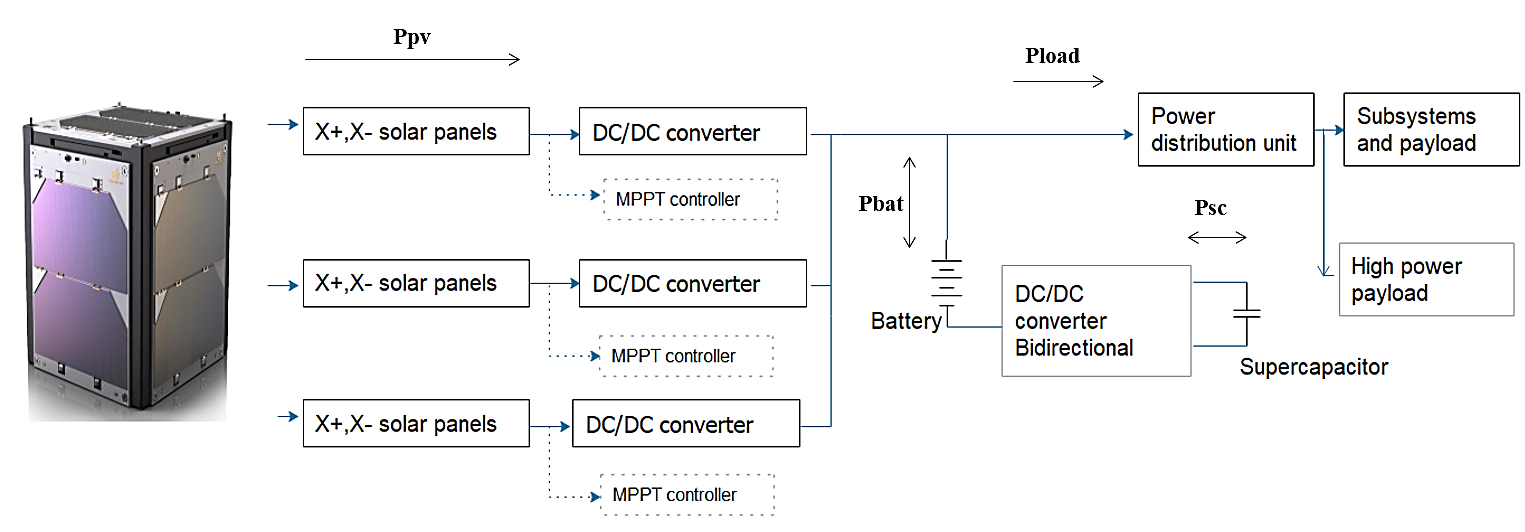 Ppv
Pload
X+,X- solar panels
DC/DC converter
MPPT controller
Power
distribution unit
Subsystems
and payload
Pbat
Psc
X+,X- solar panels
DC/DC converter
MPPT controller
Battery
DC/DC
converter
Bidirectional
Supercapacitor
High power
payload
X+,X- solar panels
DC/DC converter
MPPT controller